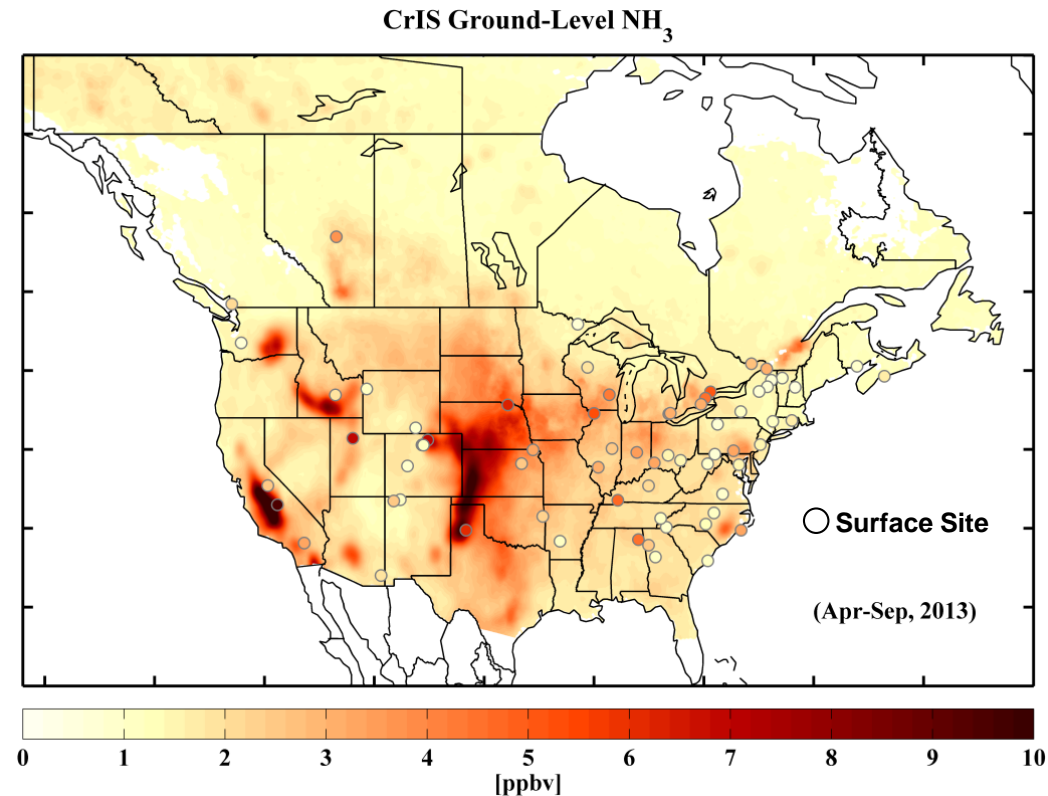 CrIS Ground-Level NH3
Surface Site
(Apr-Sep, 2013)
0 1 2 3 4 5 6 7 8 9 10
[ppbv]